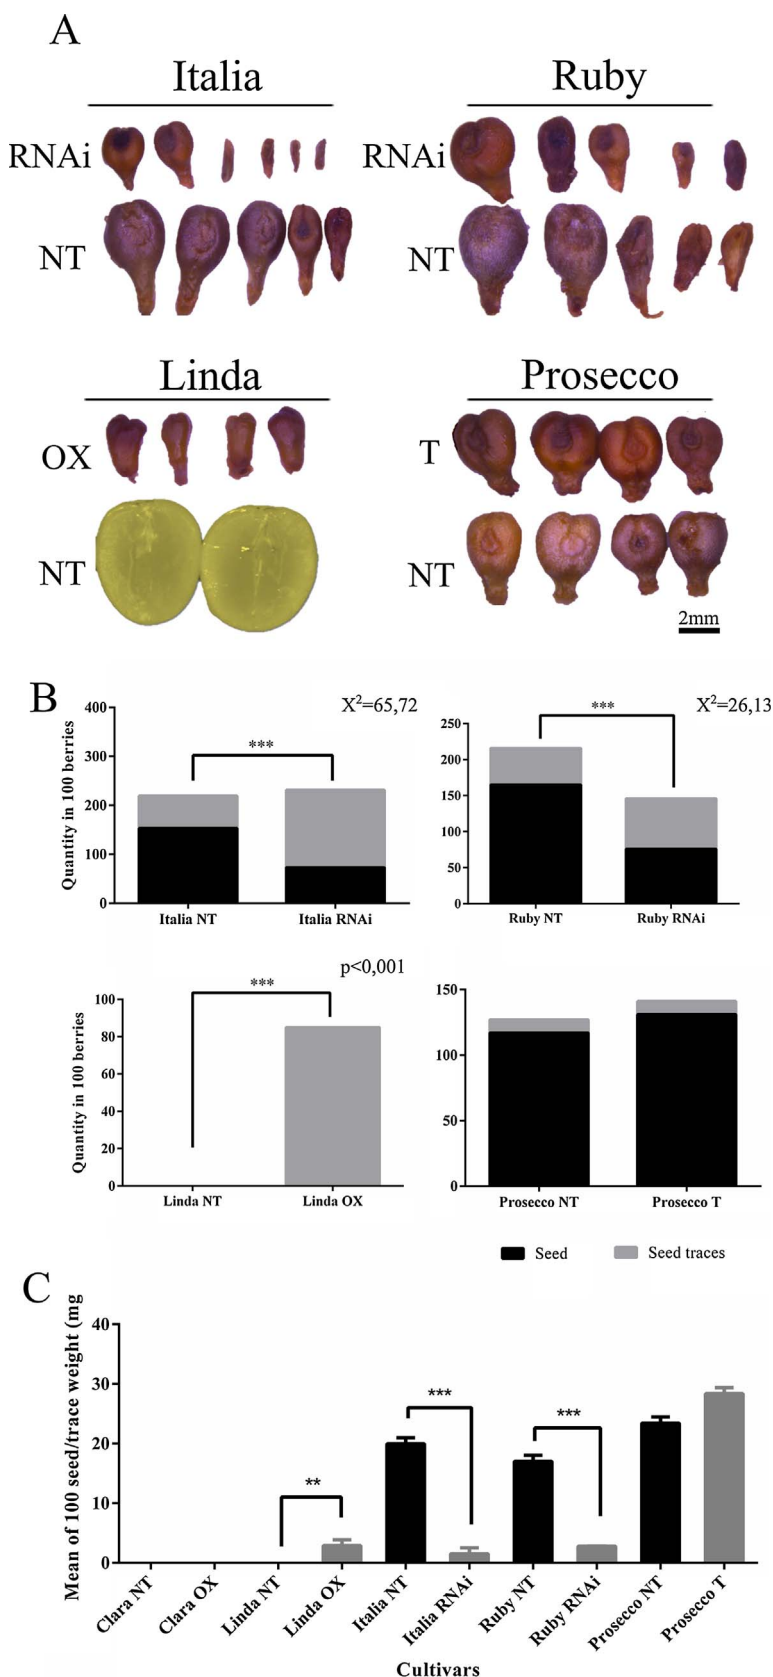 A
Italia
Ruby
RNAi
RNAi
NT
NT
Linda
Prosecco
OX
T
NT
NT
2mm
B
X²=65,72
X²=26,13
Quantity in 100 berries
400
300
200
100
0
***
Italia NT
Italia RNAi
250
200
150
100
50
0
***
Ruby NT
Ruby RNAi
p<0,001
Quantity in 100 berries
100
80
60
40
20
0
***
Linda NT
Linda OX
150
100
50
0
Prosecco NT
Prosecco T
Seed
Seed traces
C
Mean of 100 seed/trace weight (mg
40
30
20
10
0
**
***
***
Clara NT
Clara OX
Linda NT
Linda OX
Italia NT
Italia RNAi
Ruby NT
Ruby RNAi
Prosecco NT
Prosecco T
Cultivars